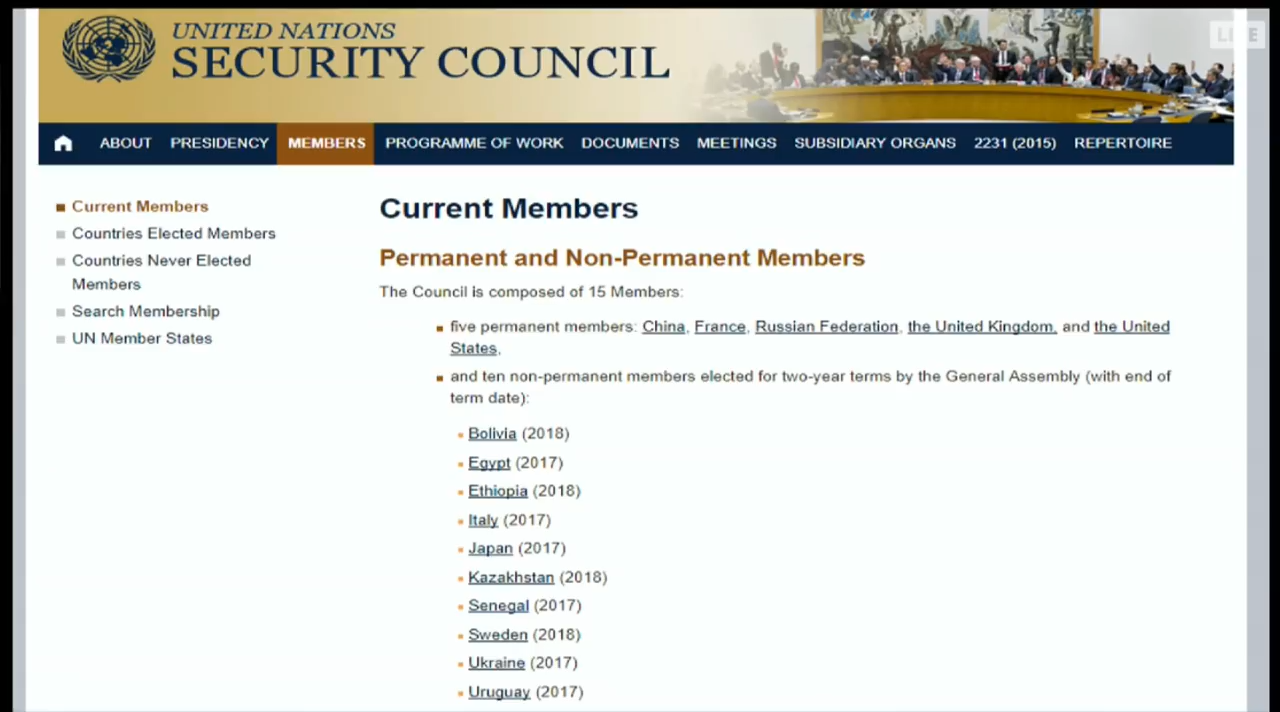 LIVE
UNITED NATIONS
SECURITY COUNCIL
ABOUT PRESIDENCY MEMBERS PROGRAMME OF WORK DOCUMENTS MEETINGS SUBSIDIARY ORGANS 2231 (2015) REPERTOIRE
Current Members
Countries Elected Members
Countries Never Elected
Members
Search Membership
UN Member States
Current Members
Permanent and Non-Permanent Members
The Council is composed of 15 Members:
five permanent members: China, France, Russian Federation, the United Kingdom, and the United
States,
and ten non-permanent members elected for two-year terms by the General Assembly (with end of
term date):
Bolivia (2018)
Egypt (2017)
Ethiopia (2018)
Italy (2017)
Japan (2017)
Kazakhstan (2018)
Senegal (2017)
Sweden (2018)
Ukraine (2017)
Uruguay (2017)